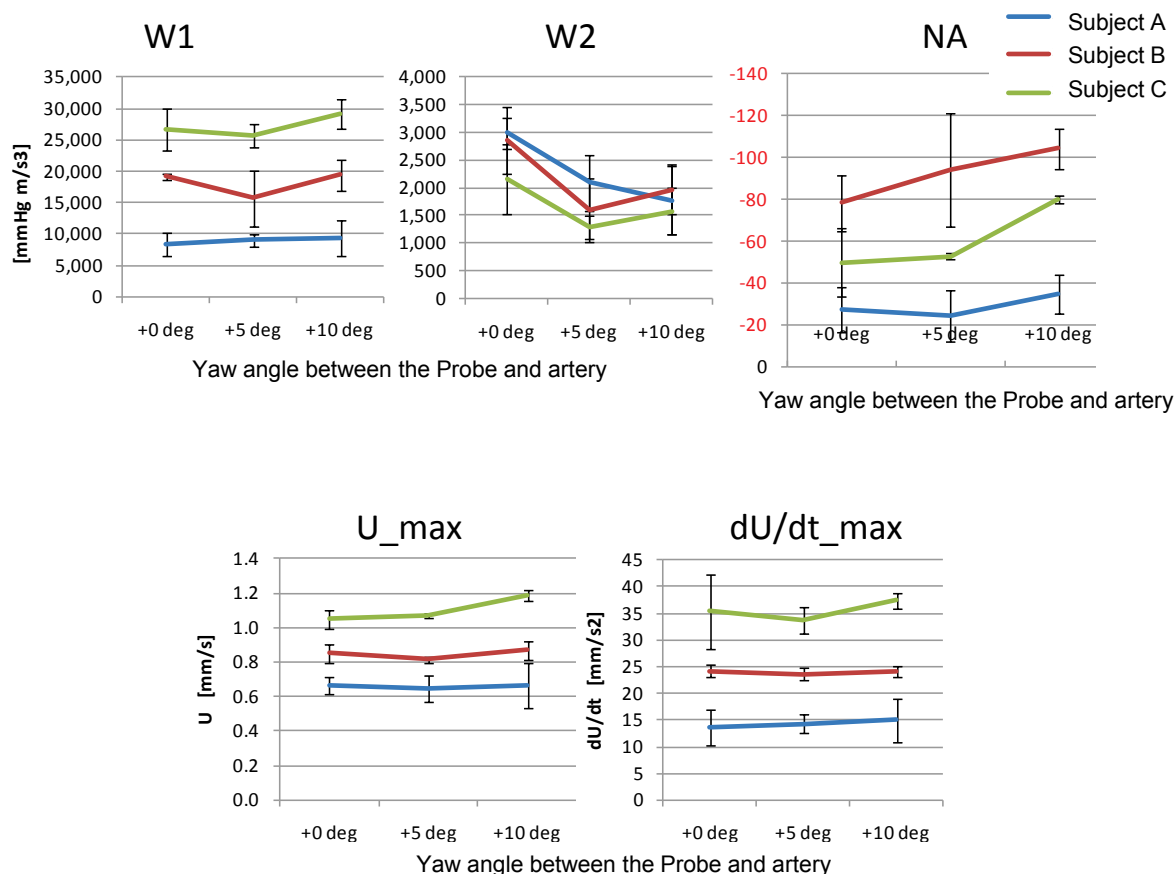 W1
W2
NA
Subject A
Subject B
Subject C
[mmHg m/s3]
35,000
30,000
25,000
20,000
15,000
10,000
5,000
0
+0 deg
+5 deg
+10 deg
4,000
3,500
3,000
2,500
2,000
1,500
1,000
500
0
+0 deg
+5 deg
+10 deg
-140
-120
-100
-80
-60
-40
-20
0
+0 deg
+5 deg
+10 deg
Yaw angle between the Probe and artery
Yaw angle between the Probe and artery
U_max
dU/dt_max
U [mm/s]
1.4
1.2
1.0
0.8
0.6
0.4
0.2
0.0
+0 deg
+5 deg
+10 deg
dU/dt [mm/s2]
45
40
35
30
25
20
15
10
5
0
+0 deg
+5 deg
+10 deg
Yaw angle between the Probe and artery